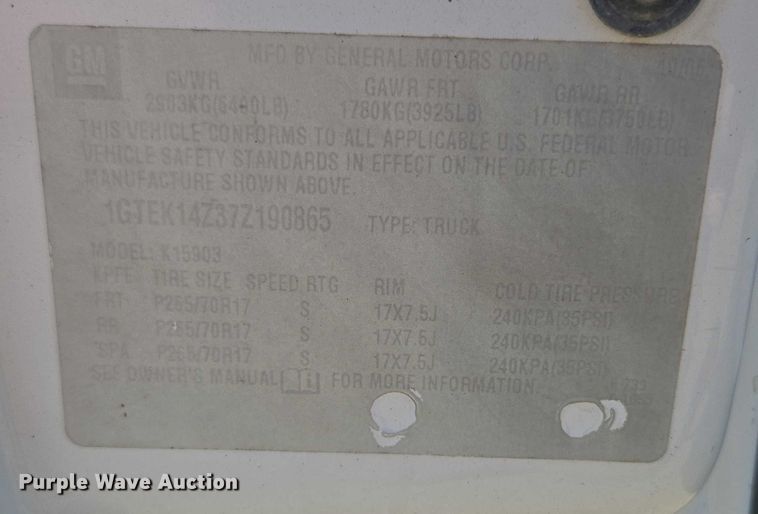 GM
MFD BY GENERAL MOTORS CORP.
GVWR GAWR FRT GAWR RR
2903KG(6400LB) 1780KG(3925LB) 1701KG(3750LB)
THIS VEHICLE CONFORMS TO ALL APPLICABLE U.S. FEDERAL MOTOR
VEHICLE SAFETY STANDARDS IN EFFECT ON THE DATE OF
MANUFACTURE SHOWN ABOVE.
1GTEK14Z37Z190865 TYPE: TRUCK
MODEL: K15903
TIRE SIZE SPEED RTG RIM COLD TIRE PRESSURE
FRT P265/70R17 S 17X7.5J 240KPA(35PSI)
RR P265/70R17 S 17X7.5J 240KPA(35PSI)
SPA P265/70R17 S 17X7.5J 240KPA(35PSI)
SEE OWNER'S MANUAL FOR MORE INFORMATION.
Purple Wave Auction